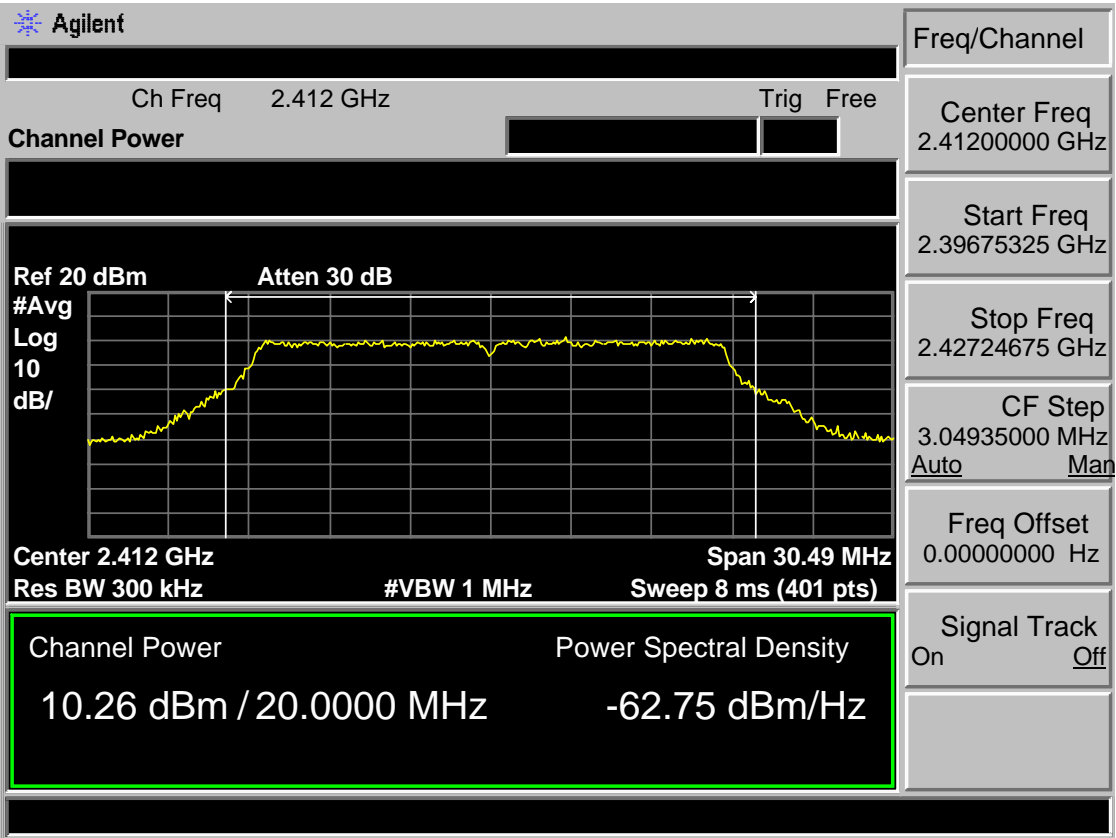 Agilent
Freq/Channel
Ch Freq 2.412 GHz Trig Free
Channel Power
Center Freq
2.41200000 GHz
Start Freq
2.39675325 GHz
Stop Freq
2.42724675 GHz
CF Step
3.04935000 MHz
Auto Man
Freq Offset
0.00000000 Hz
Signal Track
On Off
Ref 20 dBm Atten 30 dB
#Avg
Log
10
dB/
Center 2.412 GHz Span 30.49 MHz
Res BW 300 kHz #VBW 1 MHz Sweep 8 ms (401 pts)
Channel Power Power Spectral Density
10.26 dBm / 20.0000 MHz -62.75 dBm/Hz